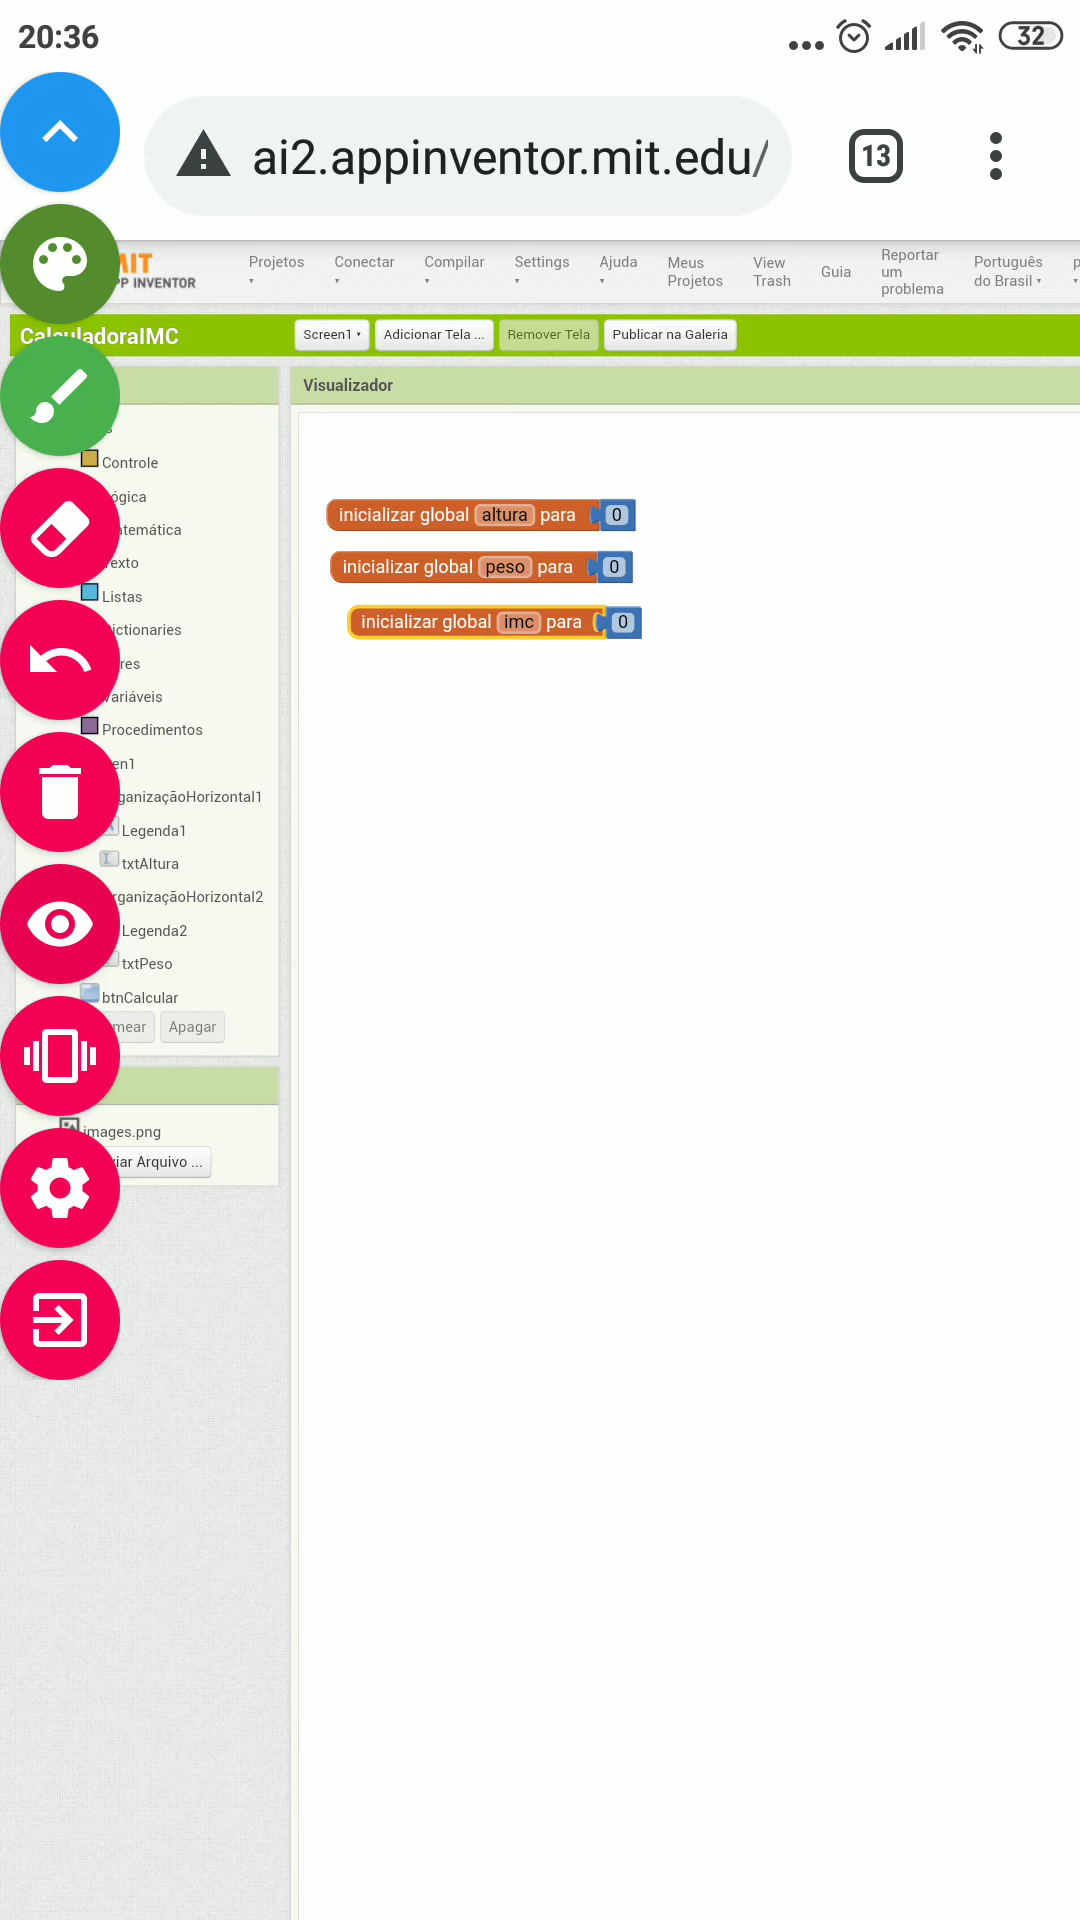 20:36
32
ai2.appinventor.mit.edu/
13
MIT
APP INVENTOR
Projetos
Conectar
Compilar
Settings
Ajuda
Meus
Projetos
View
Trash
Guia
Reportar
um
problema
Português
do Brasil
CalculadoraIMC
Screen1
Adicionar Tela ...
Remover Tela
Publicar na Galeria
Visualizador
Controle
ógica
atemática
exto
Listas
ictionaries
res
ariáveis
Procedimentos
en1
ganizaçãoHorizontal1
Legenda1
txtAltura
rganizaçãoHorizontal2
Legenda2
txtPeso
btnCalcular
mear
Apagar
images.png
iar Arquivo ...
inicializar global altura para 0
inicializar global peso para 0
inicializar global imc para 0